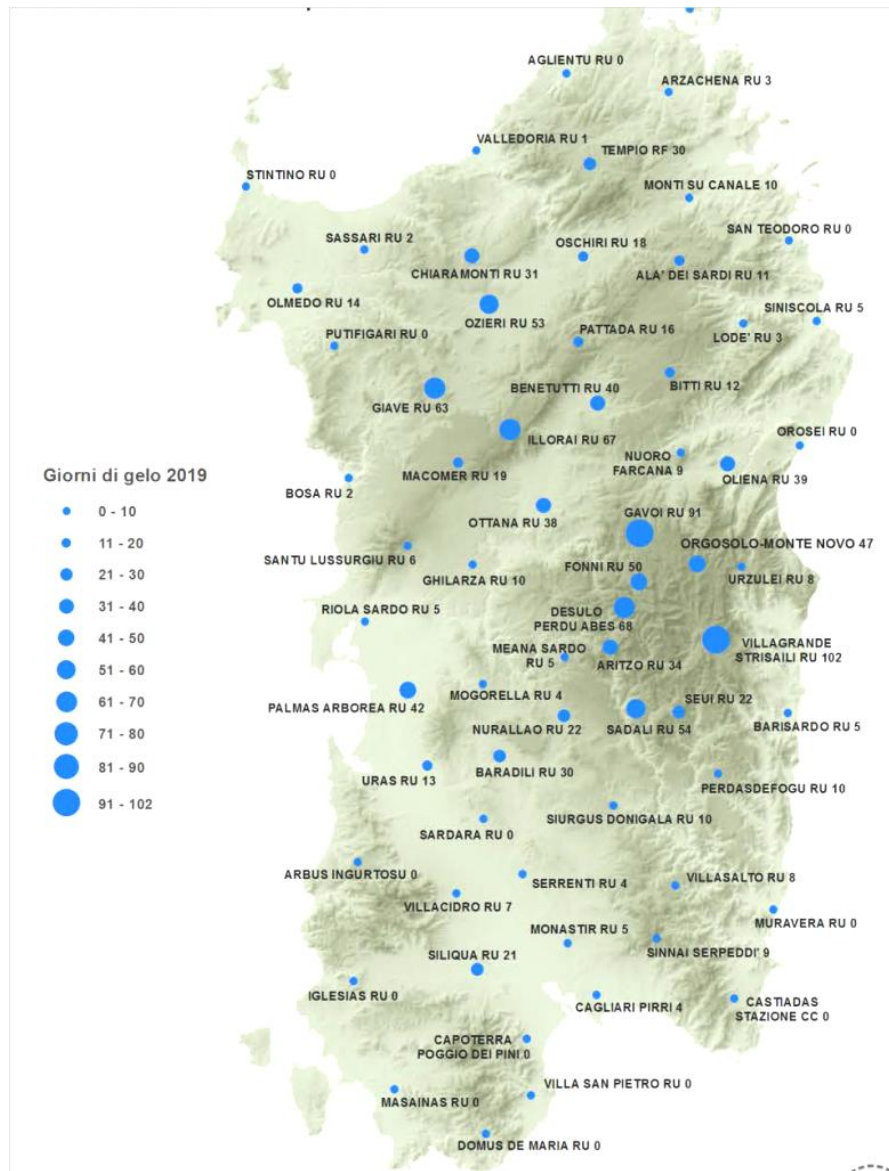 AGLIENTU RU 0
ARZACHENA RU 3
VALLEDORIA RU 1
TEMPIO RF 30
STINTINO RU 0
MONTI SU CANALE 10
SAN TEODORO RU 0
SASSARI RU 2
OSCHIRI RU 18
CHIARAMONTI RU 31
ALA' DEI SARDI RU 11
OLMEDO RU 14
SINISCOLA RU 5
OZIERI RU 53
PUTIFIGARI RU 0
PATTADA RU 16
LODE' RU 3
BENETUTTI RU 40
BITTI RU 12
GIAVE RU 63
ILLORAI RU 67
OROSEI RU 0
NUORO
FARCANA 9
MACOMER RU 19
OLIENA RU 39
Giorni di gelo 2019
BOSA RU 2
0 - 10
11 - 20
21 - 30
31 - 40
41 - 50
51 - 60
61 - 70
71 - 80
81 - 90
91 - 102
OTTANA RU 38
GAVOI RU 91
ORGOSOLO-MONTE NOVO 47
SANTU LUSSURGIU RU 6
FONNI RU 50
GHILARZA RU 10
URZULEI RU 8
RIOLA SARDO RU 5
DESULO
PERDU ABES 68
MEANA SARDO
RU 5
ARITZO RU 34
VILLAGRANDE
STRISAILI RU 102
MOGORELLA RU 4
SEUI RU 22
PALMAS ARBOREA RU 42
NURALLAO RU 22
SADALI RU 54
BARISARDO RU 5
URAS RU 13
BARADILI RU 30
PERDASDEFOGU RU 10
SARDARA RU 0
SIURGUS DONIGALA RU 10
ARBUS INGURTOSU 0
SERRENTI RU 4
VILLASALTO RU 8
VILLACIDRO RU 7
MURAVERA RU 0
MONASTIR RU 5
SINNAI SERPEDDI' 9
SILIQUA RU 21
IGLESIAS RU 0
CAGLIARI PIRRI 4
CASTIADAS
STAZIONE CC 0
CAPOTERRA
POGGIO DEI PINI 0
VILLA SAN PIETRO RU 0
MASAINAS RU 0
DOMUS DE MARIA RU 0